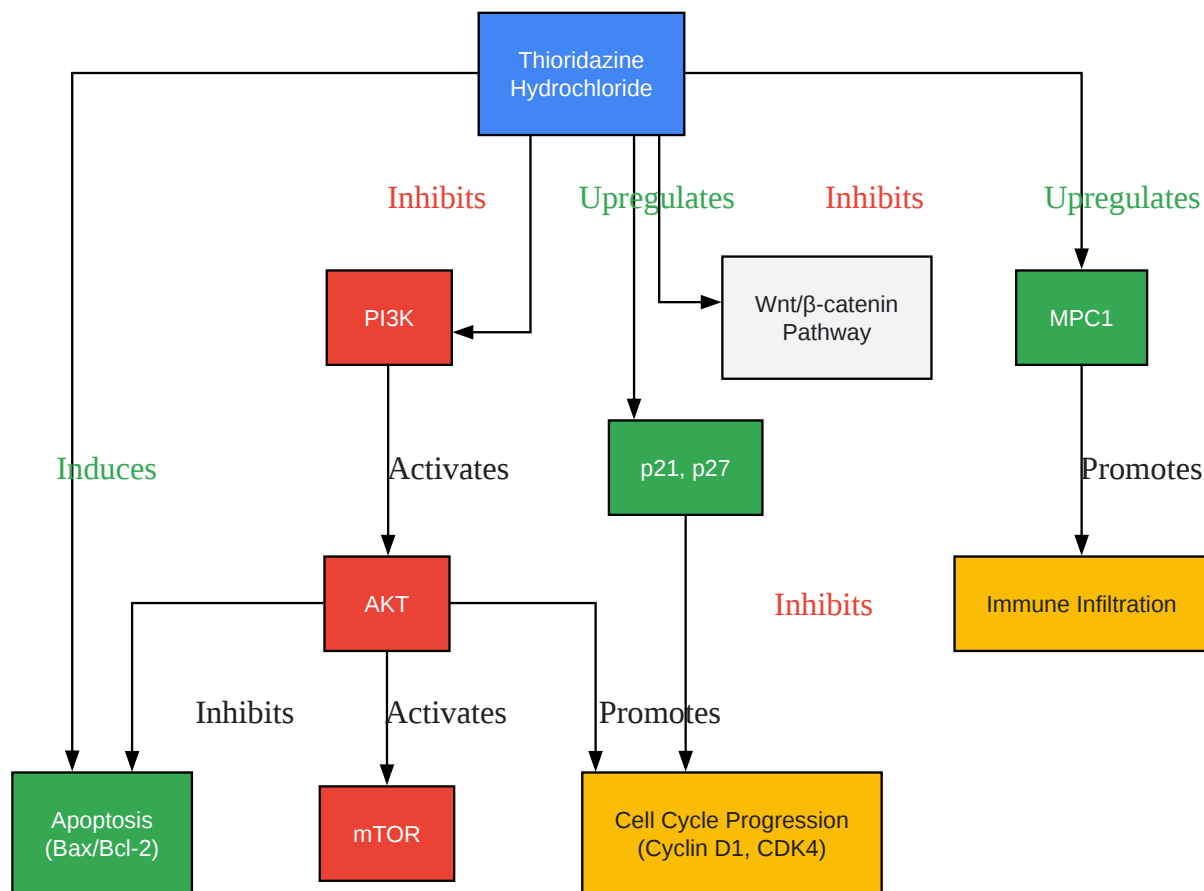 Thioridazine
Hydrochloride
Inhibits
Upregulates
Inhibits
Upregulates
PI3K
Wnt/β-catenin
Pathway
MPC1
Induces
Activates
p21, p27
Promotes
AKT
Inhibits
Immune Infiltration
Inhibits
Activates
Promotes
Apoptosis
(Bax/Bcl-2)
mTOR
Cell Cycle Progression
(Cyclin D1, CDK4)